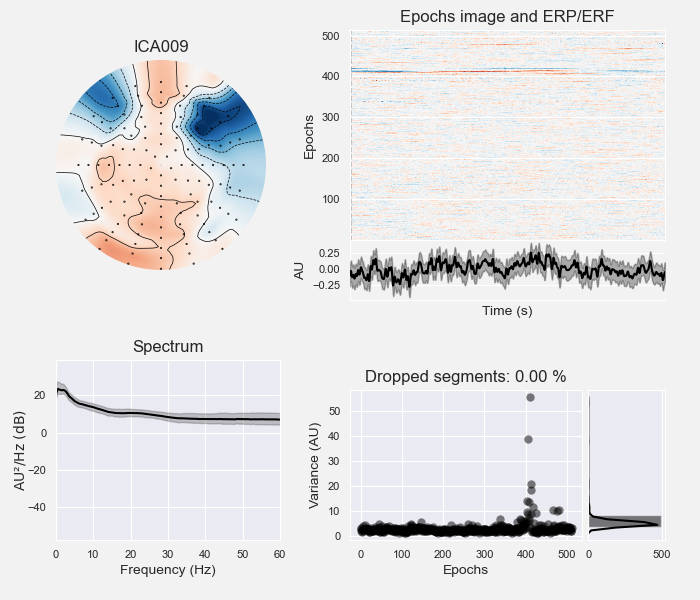 ICA009
Epochs image and ERP/ERF
Epochs
500
400
300
200
100
AU
0.25
0.00
−0.25
Time (s)
Spectrum
AU²/Hz (dB)
20
0
−20
−40
0 10 20 30 40 50 60
Frequency (Hz)
Dropped segments: 0.00 %
Variance (AU)
50
40
30
20
10
0
0 100 200 300 400 500
Epochs
0 500